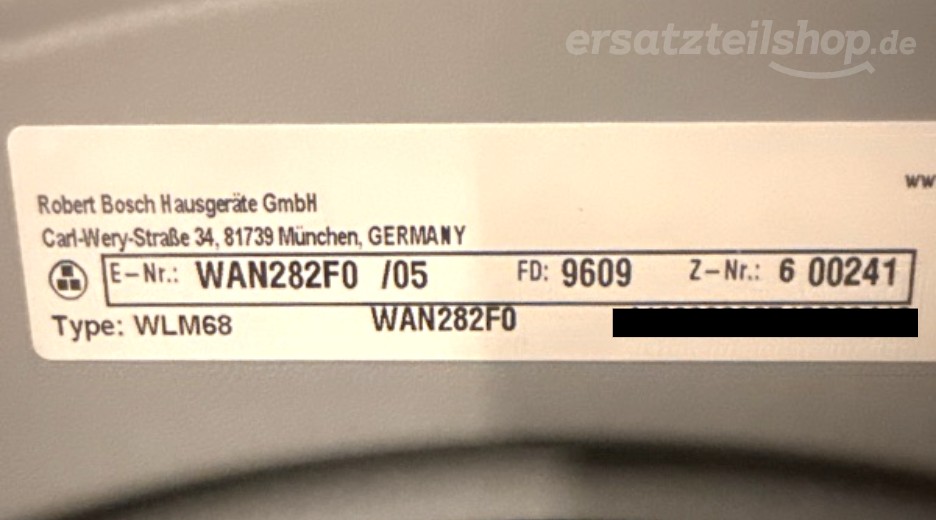 ersatzteilshop.de
ww
Robert Bosch Hausgeräte GmbH
Carl-Wery-Straße 34, 81739 München, GERMANY
E-Nr.: WAN282F0 /05 FD: 9609 Z-Nr.: 6 00241
Type: WLM68 WAN282F0